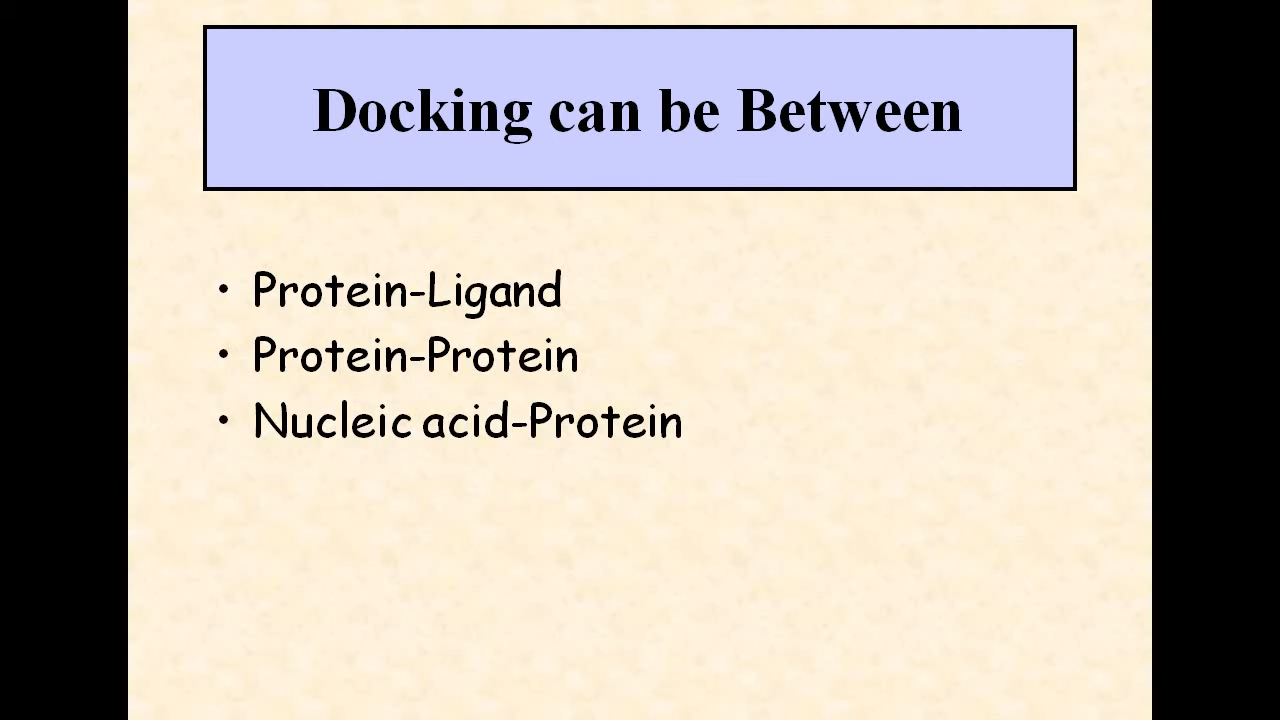 Docking can be Between
• Protein-Ligand
• Protein-Protein
• Nucleic acid-Protein